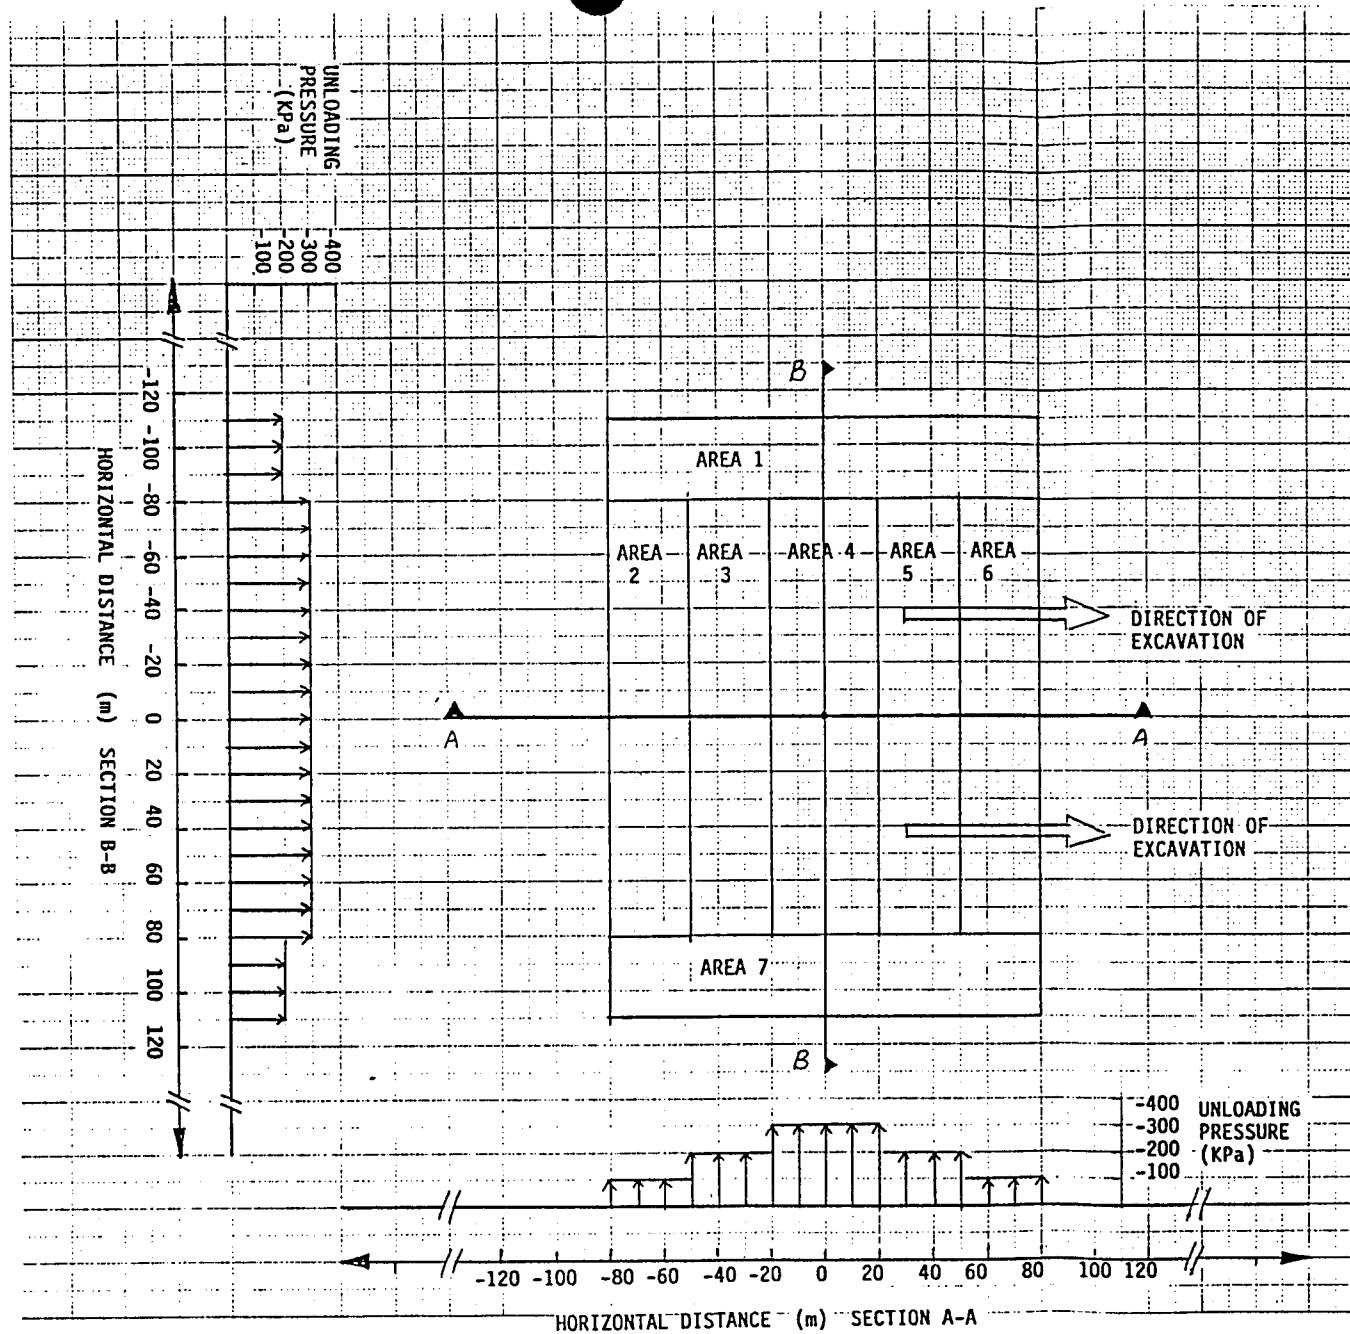 UNLOADING
PRESSURE
(KPa)
-400
-300
-200
-100
-120 -100 -80 -60 -40 -20 0 20 40 60 80 100 120
HORIZONTAL DISTANCE (m) SECTION B-B
B
AREA 1
AREA 2
AREA 3
AREA 4
AREA 5
AREA 6
DIRECTION OF
EXCAVATION
A
A
DIRECTION OF
EXCAVATION
AREA 7
B
-400
-300
-200
-100
UNLOADING
PRESSURE
(KPa)
-120 -100 -80 -60 -40 -20 0 20 40 60 80 100 120
HORIZONTAL DISTANCE (m) SECTION A-A